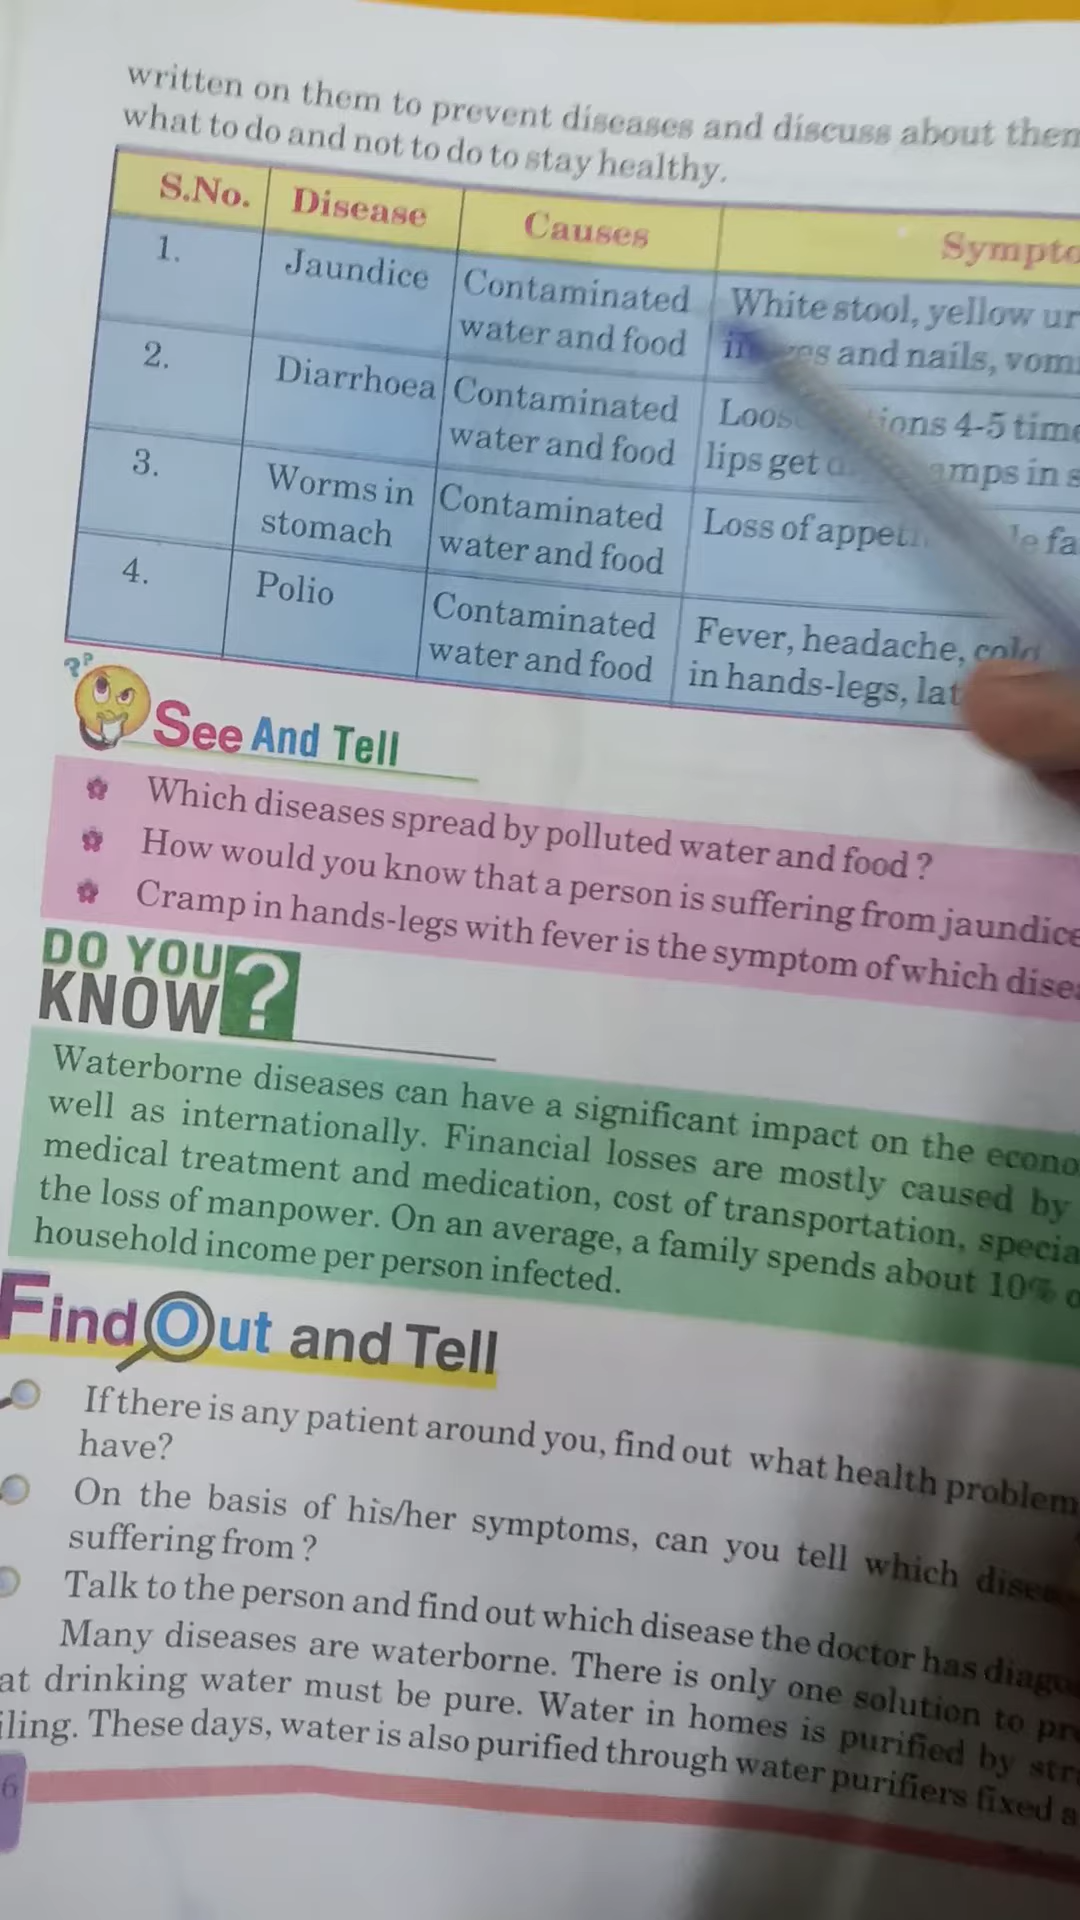 written on them to prevent diseases and discuss about them
what to do and not to do to stay healthy.
S.No. Disease Causes
1. Jaundice Contaminated water and food White stool, yellow
and nails,
2. Diarrhoea Contaminated water and food 4-5
lips get in
3. Worms in stomach Contaminated water and food Loss of
4. Polio Contaminated water and food Fever, headache,
in hands-legs,
??
See And Tell
Which diseases spread by polluted water and food ?
How would you know that a person is suffering from jaundice
Cramp in hands-legs with fever is the symptom of which
DO YOU
KNOW ?
Waterborne diseases can have a significant impact on the
well as internationally. Financial losses are mostly caused by
medical treatment and medication, cost of transportation,
the loss of manpower. On an average, a family spends about 10%
household income per person infected.
Find Out and Tell
If there is any patient around you, find out what health problem
have?
On the basis of his/her symptoms, can you tell which
suffering from ?
Talk to the person and find out which disease the doctor has
Many diseases are waterborne. There is only one solution to
at drinking water must be pure. Water in homes is purified by
iling. These days, water is also purified through water purifiers fixed
6